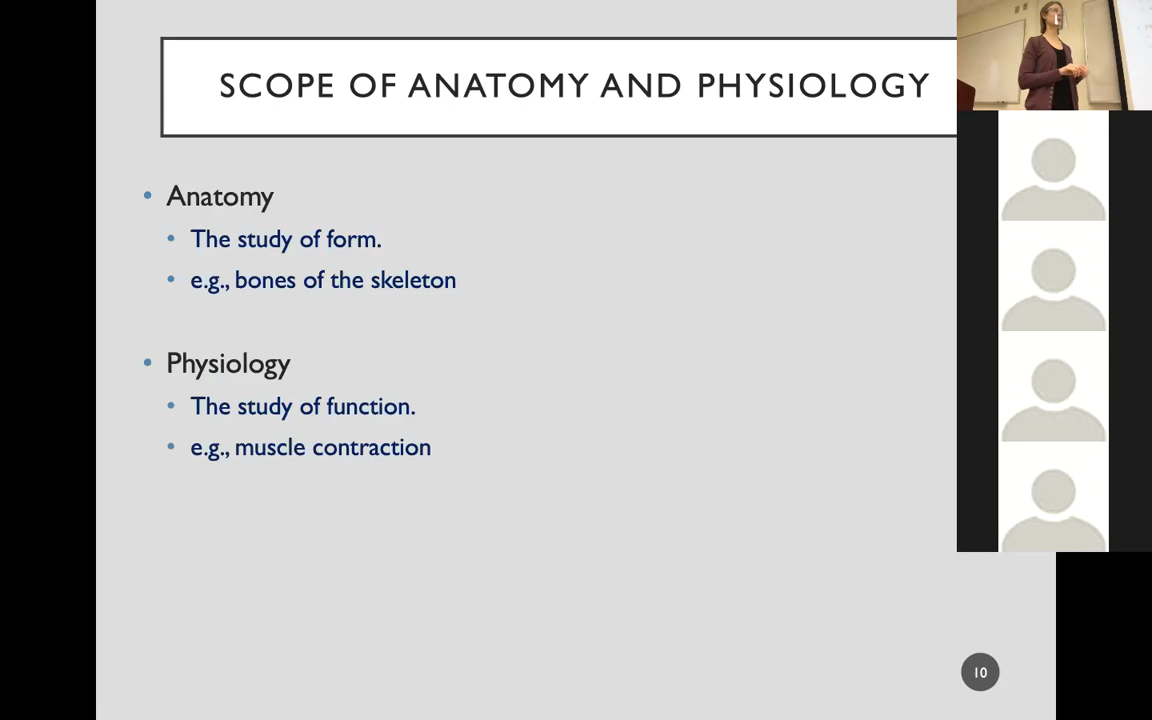 SCOPE OF ANATOMY AND PHYSIOLOGY
• Anatomy
• The study of form.
• e.g., bones of the skeleton
• Physiology
• The study of function.
• e.g., muscle contraction
10